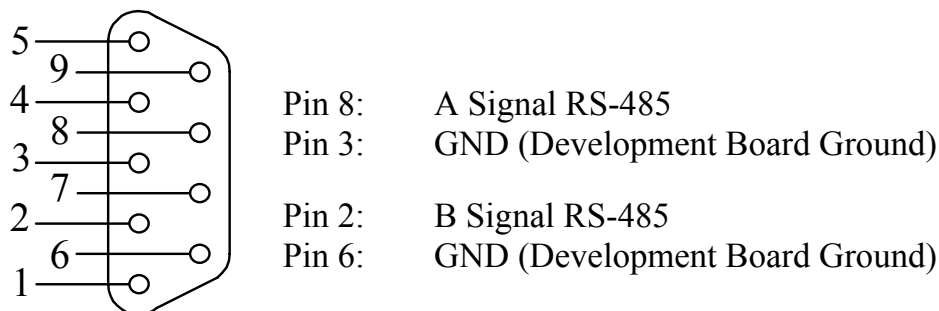 5
9
4
8
3
7
2
6
1
Pin 8: A Signal RS-485
Pin 3: GND (Development Board Ground)
Pin 2: B Signal RS-485
Pin 6: GND (Development Board Ground)